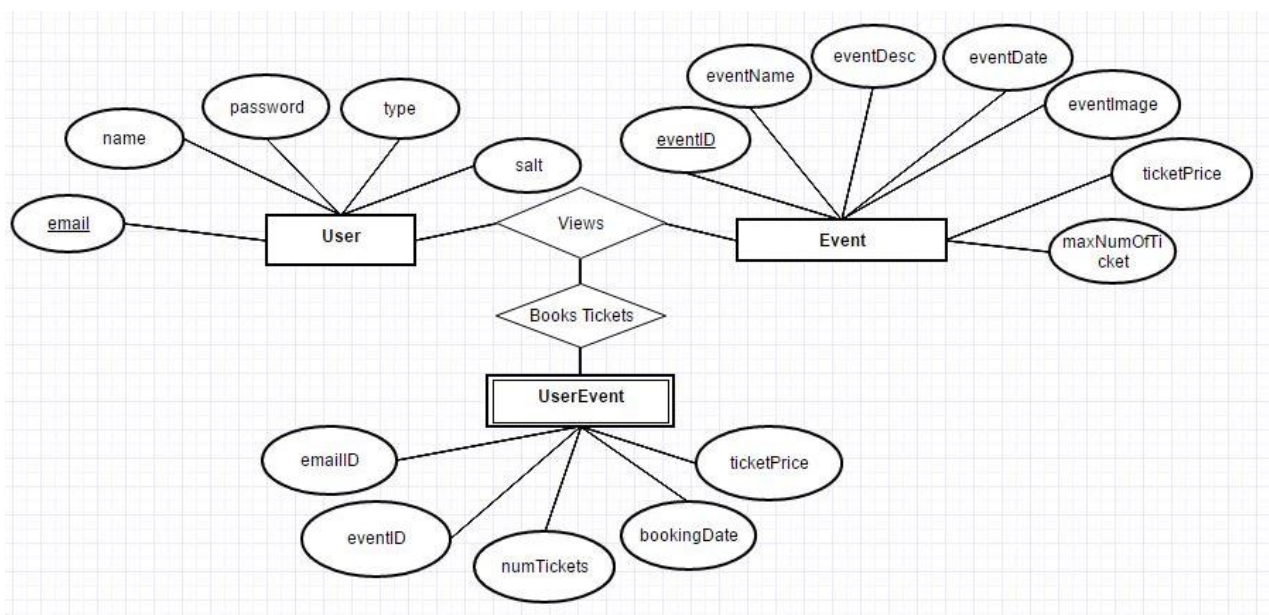 eventDesc
eventDate
eventName
eventImage
password
type
name
eventID
salt
ticketPrice
email
User
Views
Event
maxNumOfTi
cket
Books Tickets
UserEvent
emailID
ticketPrice
eventID
bookingDate
numTickets